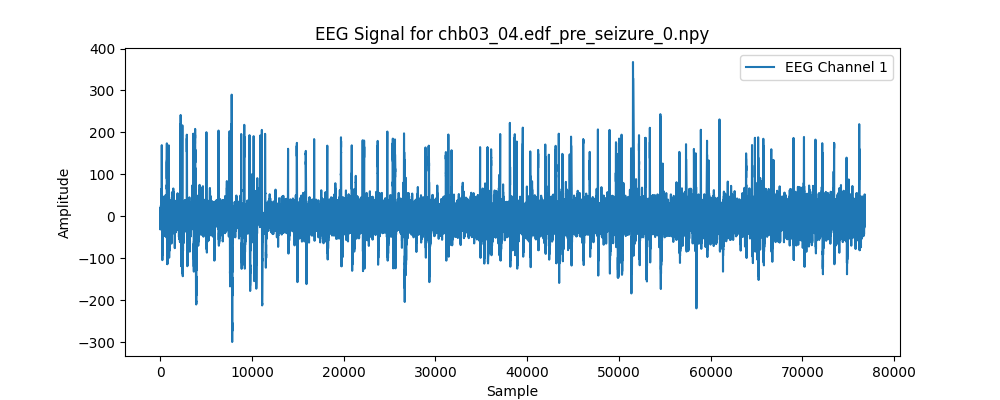 EEG Signal for chb03_04.edf_pre_seizure_0.npy
EEG Channel 1
400
300
200
100
0
−100
−200
−300
Amplitude
0 10000 20000 30000 40000 50000 60000 70000 80000
Sample